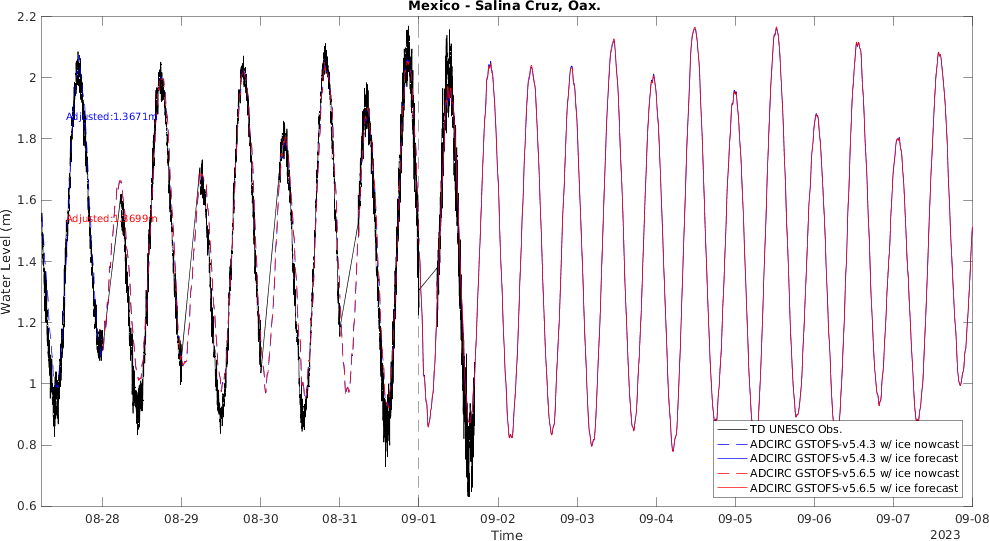 Mexico - Salina Cruz, Oax.
2.2
2
1.8
1.6
1.4
1.2
1
0.8
0.6
Water Level (m)
Adjusted:1.3671m
Adjusted:1.3699m
TD UNESCO Obs.
ADCIRC GSTOFS-v5.4.3 w/ ice nowcast
ADCIRC GSTOFS-v5.4.3 w/ ice forecast
ADCIRC GSTOFS-v5.6.5 w/ ice nowcast
ADCIRC GSTOFS-v5.6.5 w/ ice forecast
08-28 08-29 08-30 08-31 09-01 09-02 09-03 09-04 09-05 09-06 09-07 09-08
Time
2023